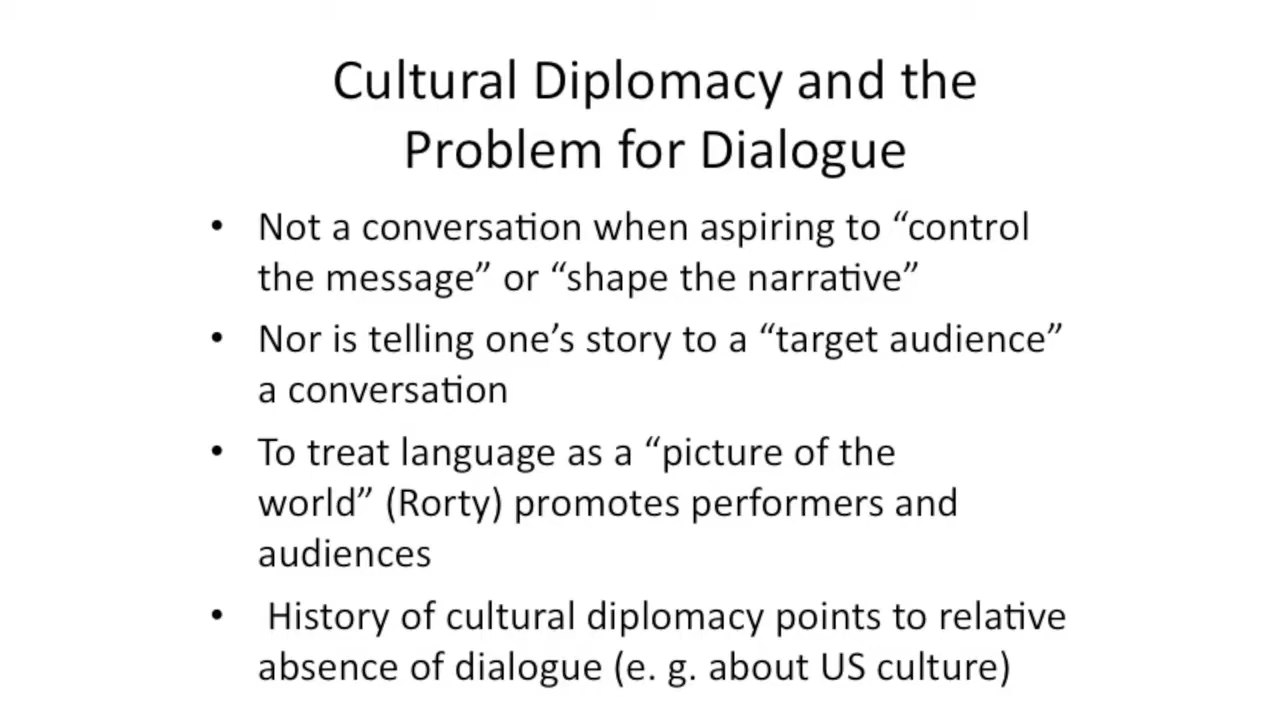 Cultural Diplomacy and the
Problem for Dialogue
• Not a conversation when aspiring to “control
the message” or “shape the narrative”
• Nor is telling one’s story to a “target audience”
a conversation
• To treat language as a “picture of the
world” (Rorty) promotes performers and
audiences
• History of cultural diplomacy points to relative
absence of dialogue (e. g. about US culture)